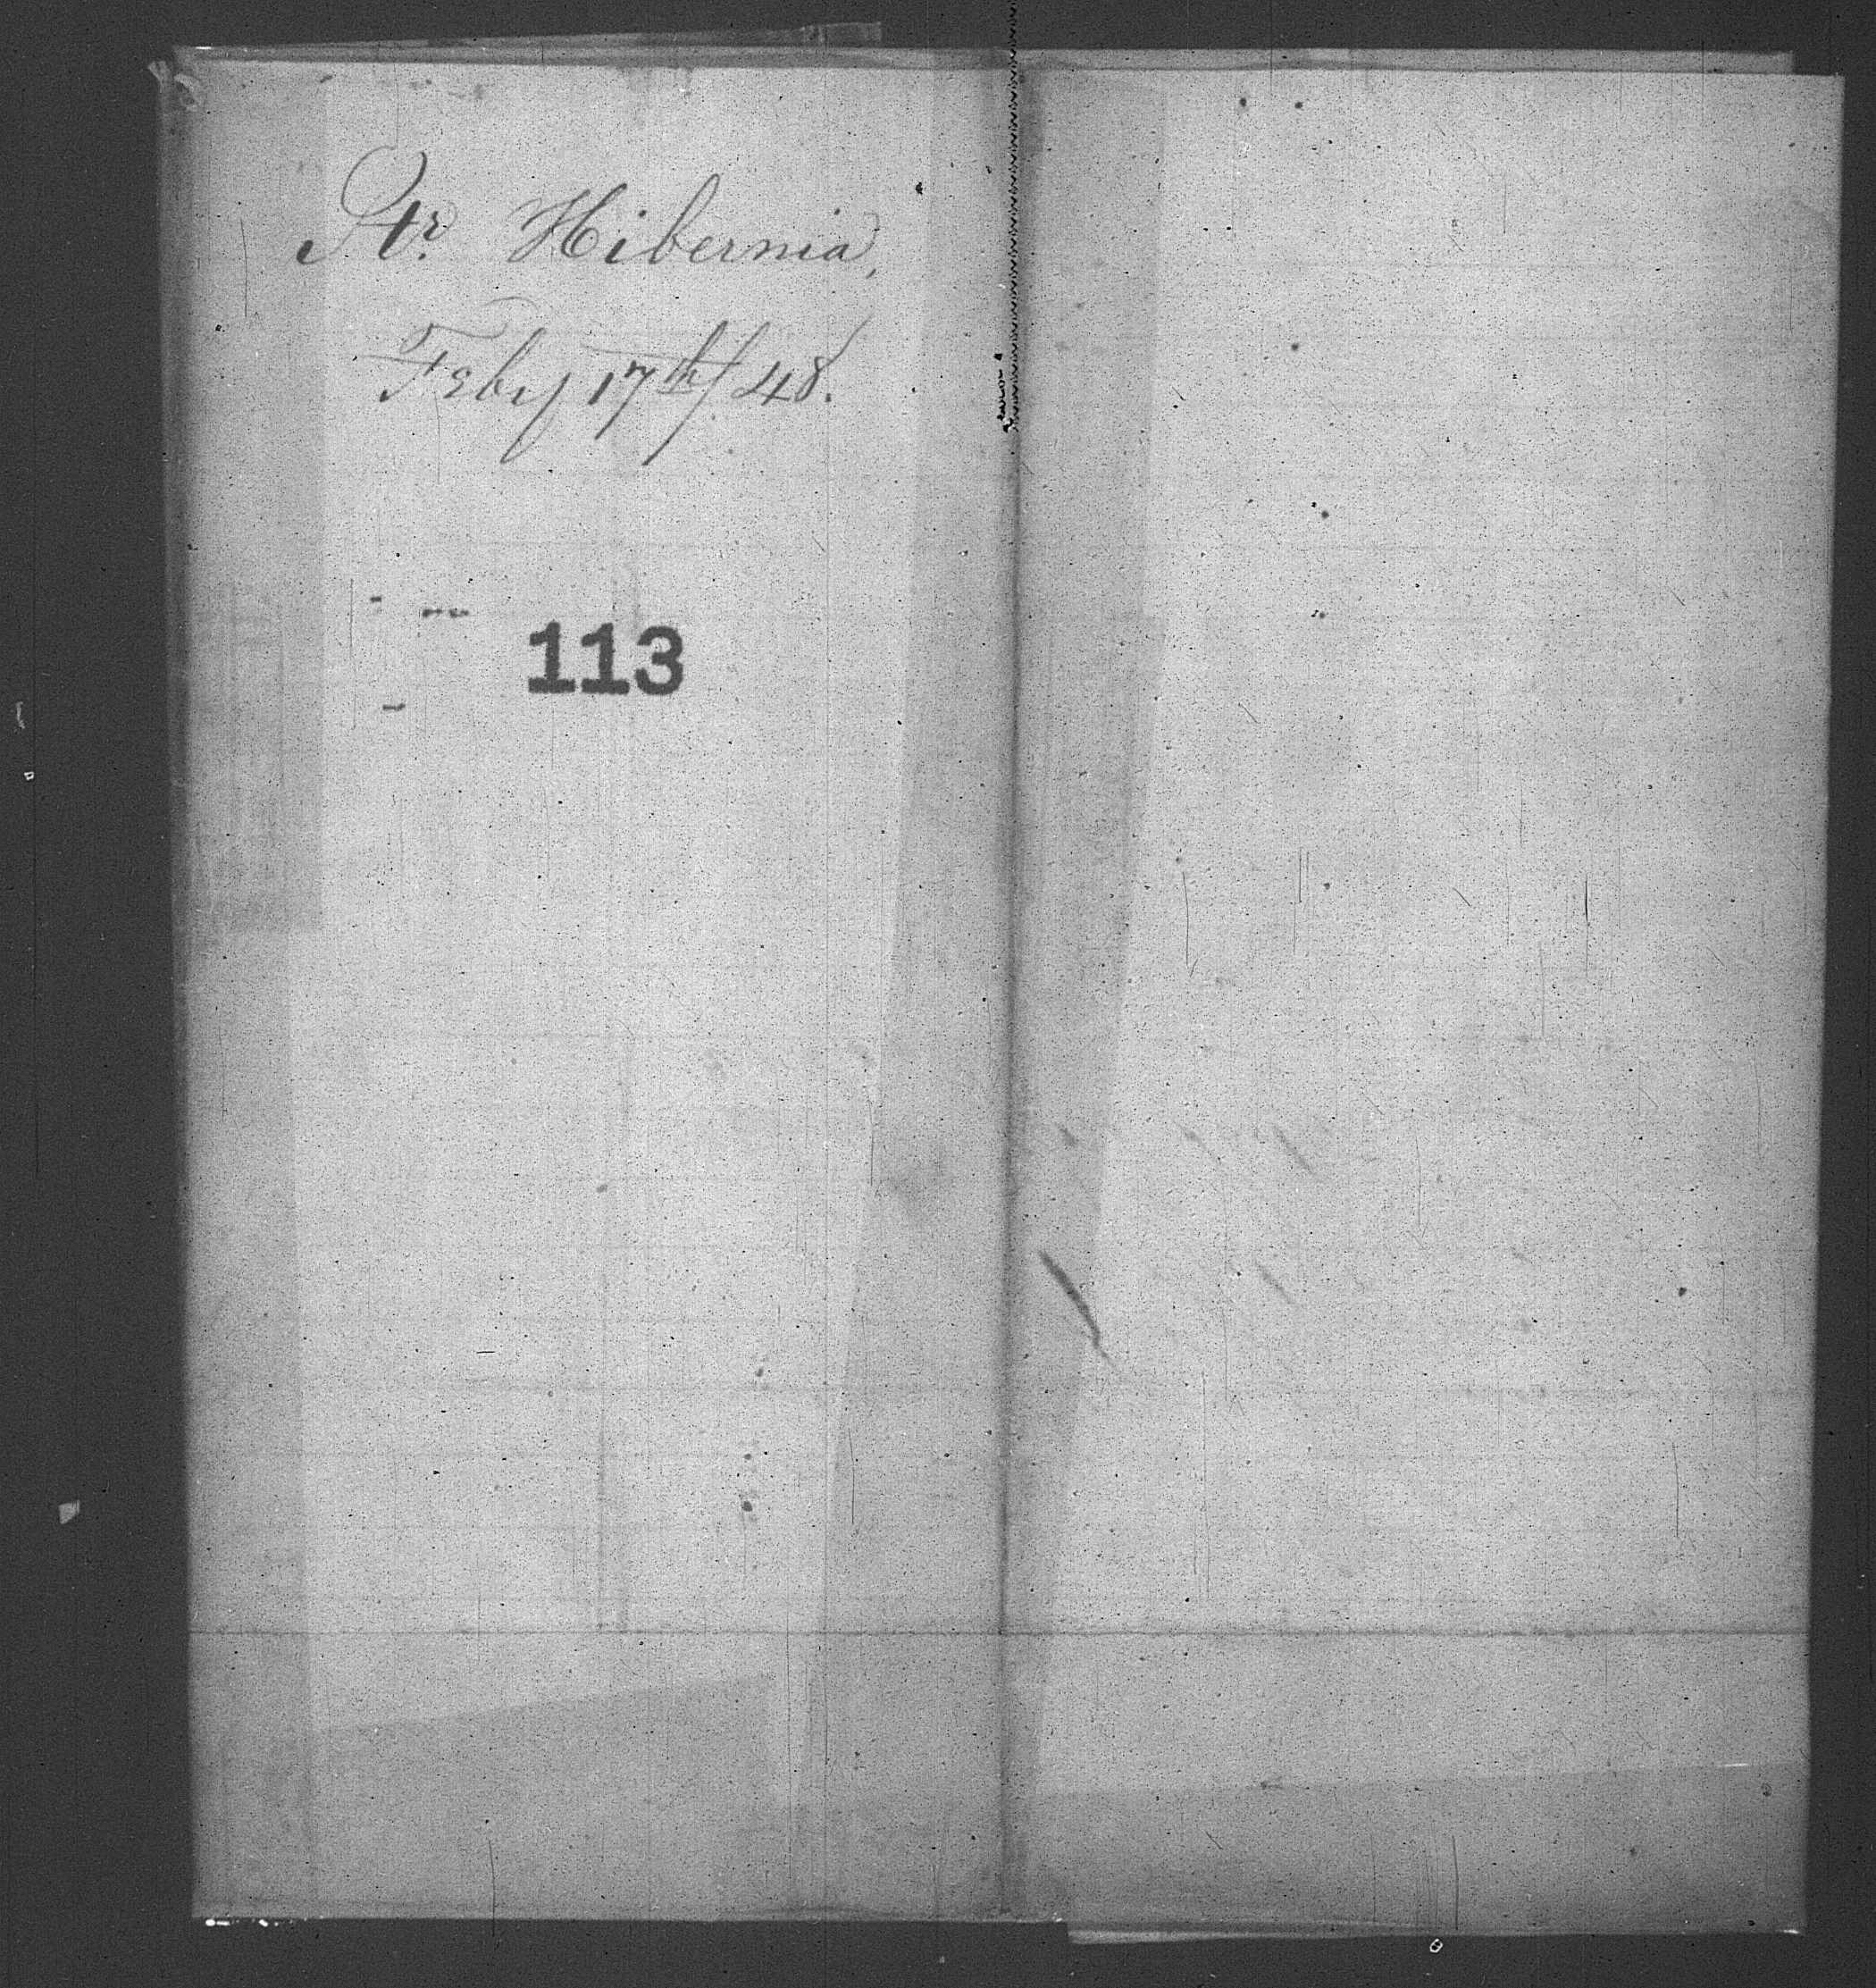 Str. Hibernia,
Feby 17th/48.
113